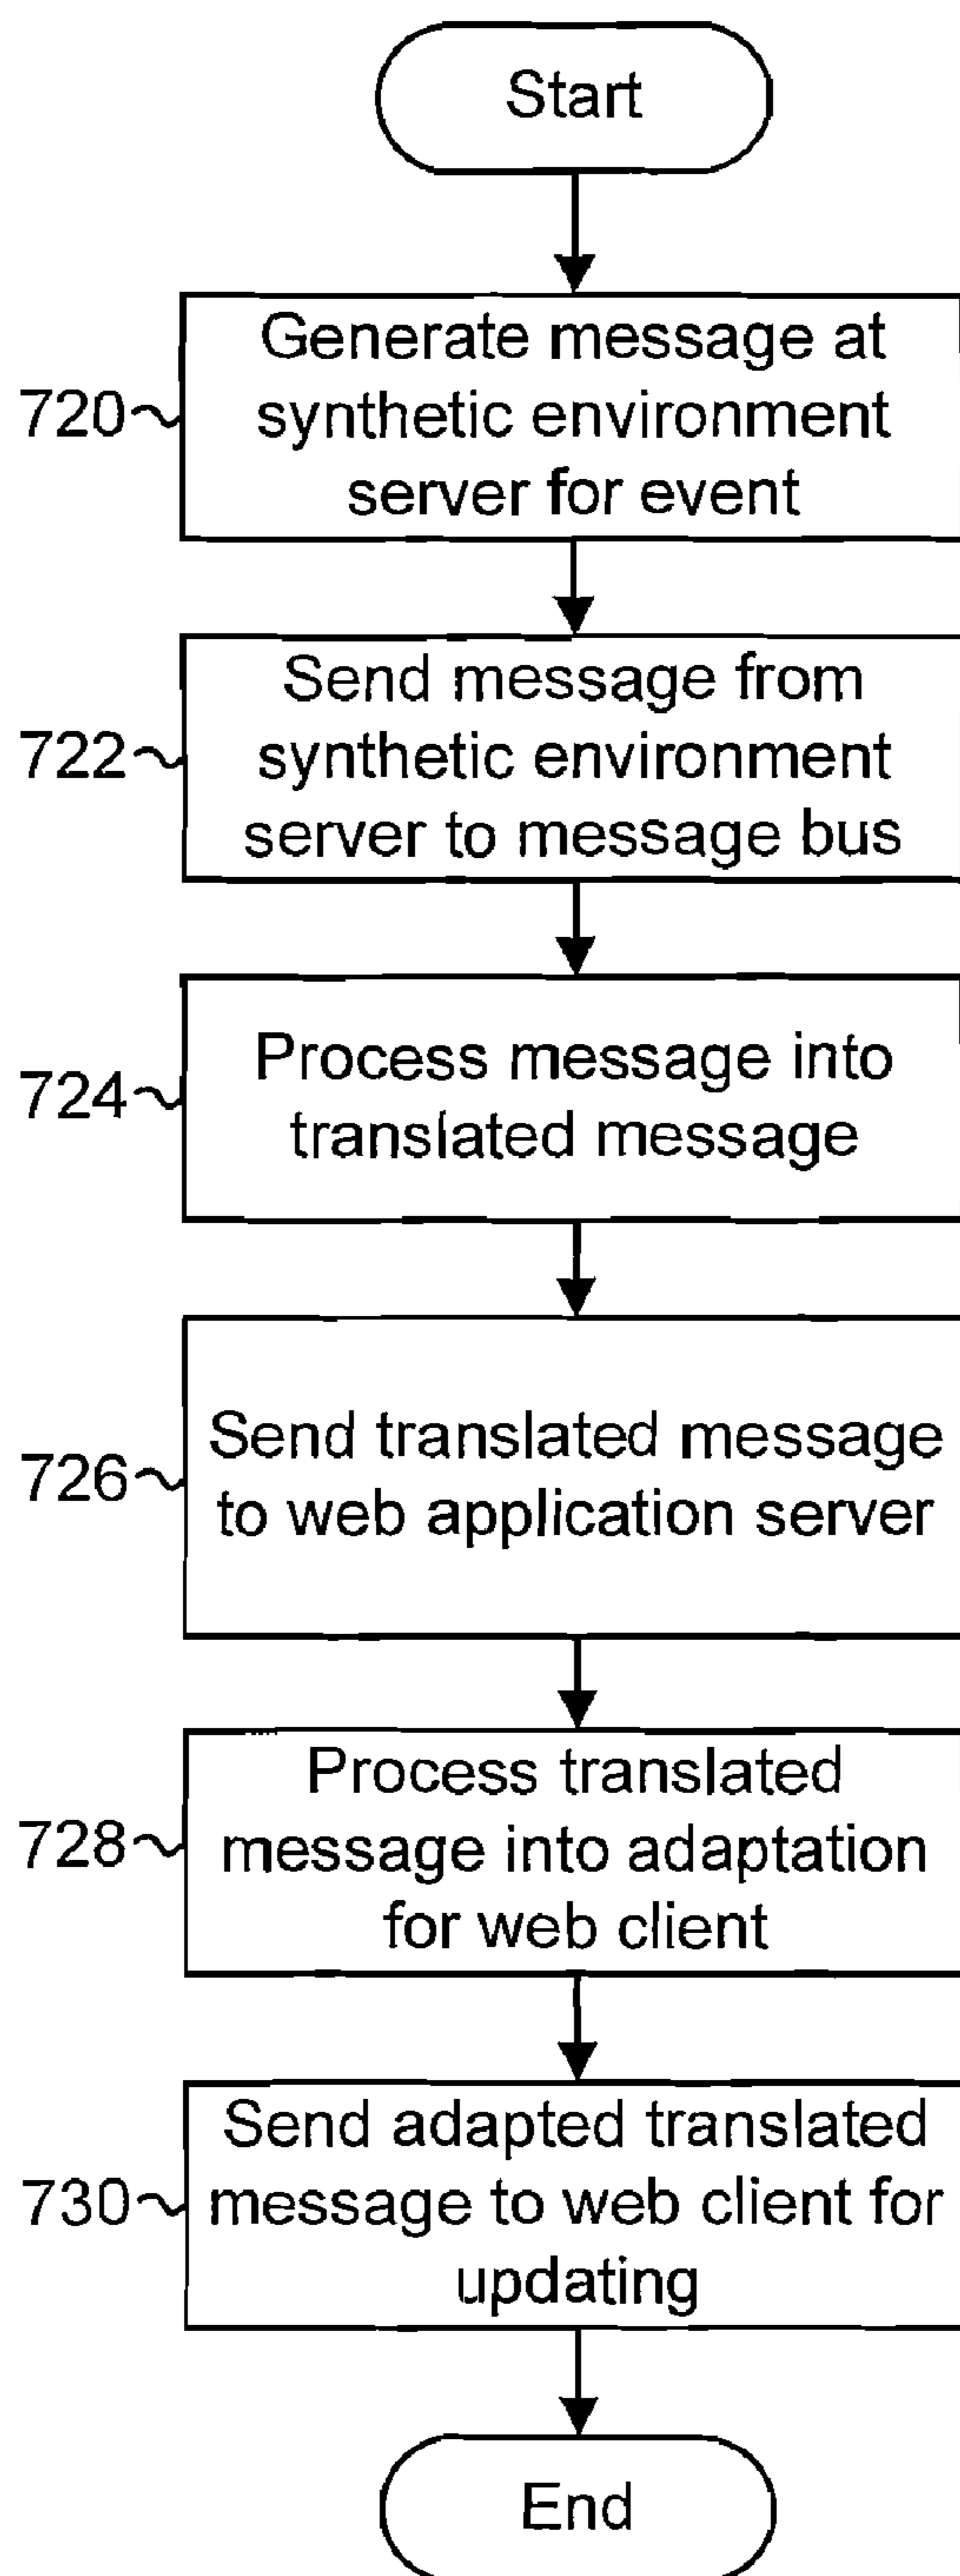 Start
720
Generate message at
synthetic environment
server for event
722
Send message from
synthetic environment
server to message bus
724
Process message into
translated message
726
Send translated message
to web application server
728
Process translated
message into adaptation
for web client
730
Send adapted translated
message to web client for
updating
End